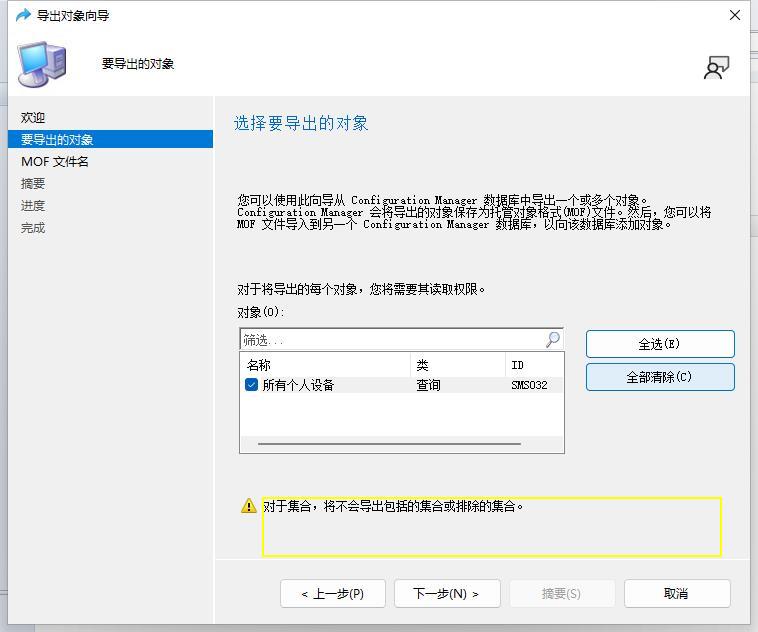 导出对象向导
要导出的对象
欢迎
要导出的对象
MOF 文件名
摘要
进度
完成
选择要导出的对象
您可以使用此向导从 Configuration Manager 数据库中导出一个或多个对象。
Configuration Manager 会将导出的对象保存为托管对象格式(MOF)文件。然后，您可以将
MOF 文件导入到另一个 Configuration Manager 数据库，以向该数据库添加对象。
对于将导出的每个对象，您将需要其读取权限。
对象(O):
筛选...
全选(E)
名称 类 ID
全部清除(C)
所有个人设备 查询 SMS032
对于集合，将不会导出包括的集合或排除的集合。
< 上一步(P) 下一步(N) > 摘要(S) 取消